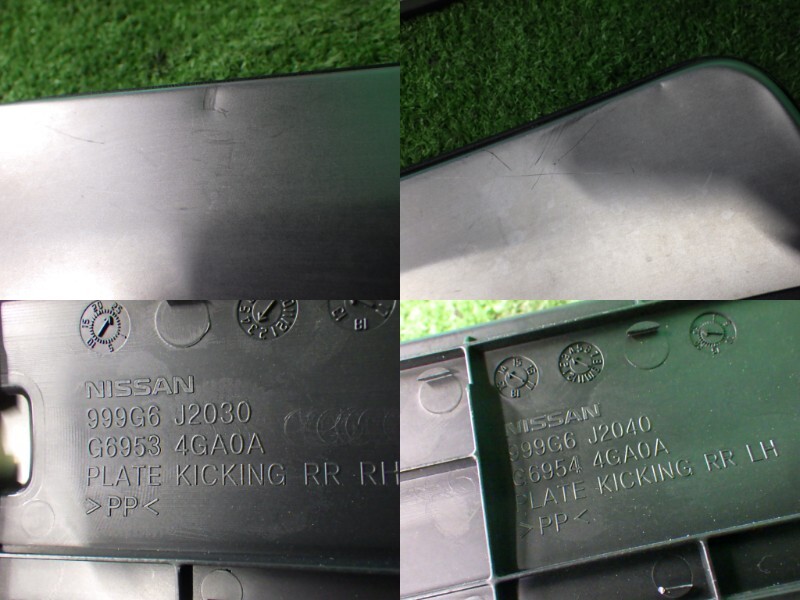 NISSAN
999G6 J2030
G6953 4GA0A
PLATE KICKING RR RH
>PP<
NISSAN
999G6 J2040
G6954 4GA0A
PLATE KICKING RR LH
>PP<